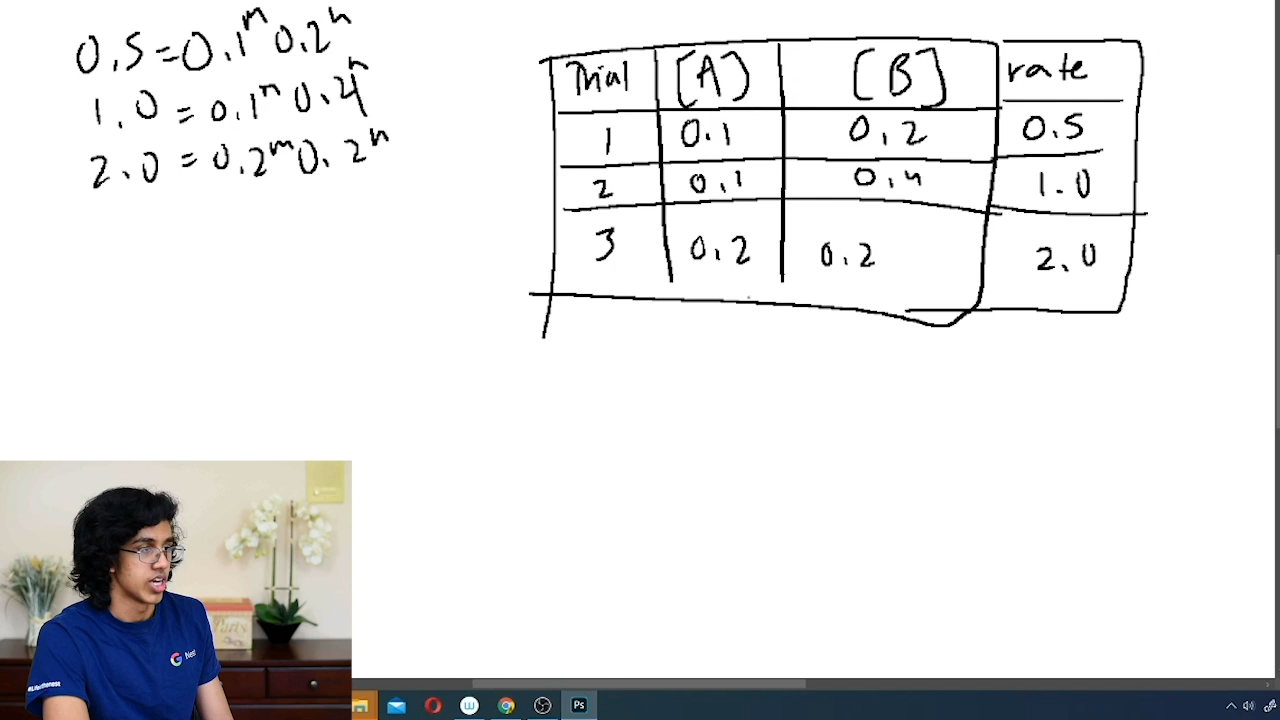 0.5 = 0.1^m 0.2^n
1.0 = 0.1^m 0.4^n
2.0 = 0.2^m 0.2^n
Trial [A] [B] rate
1 0.1 0.2 0.5
2 0.1 0.4 1.0
3 0.2 0.2 2.0
G Nest
Ps